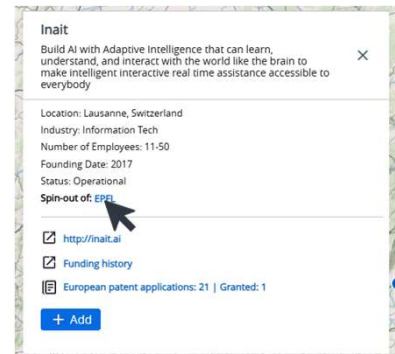 Inait
Build AI with Adaptive Intelligence that can learn,
understand, and interact with the world like the brain to
make intelligent interactive real time assistance accessible to
everybody
Location: Lausanne, Switzerland
Industry: Information Tech
Number of Employees: 11-50
Founding Date: 2017
Status: Operational
Spin-out of: EPFL
http://inait.ai
Funding history
European patent applications: 21 | Granted: 1
+ Add